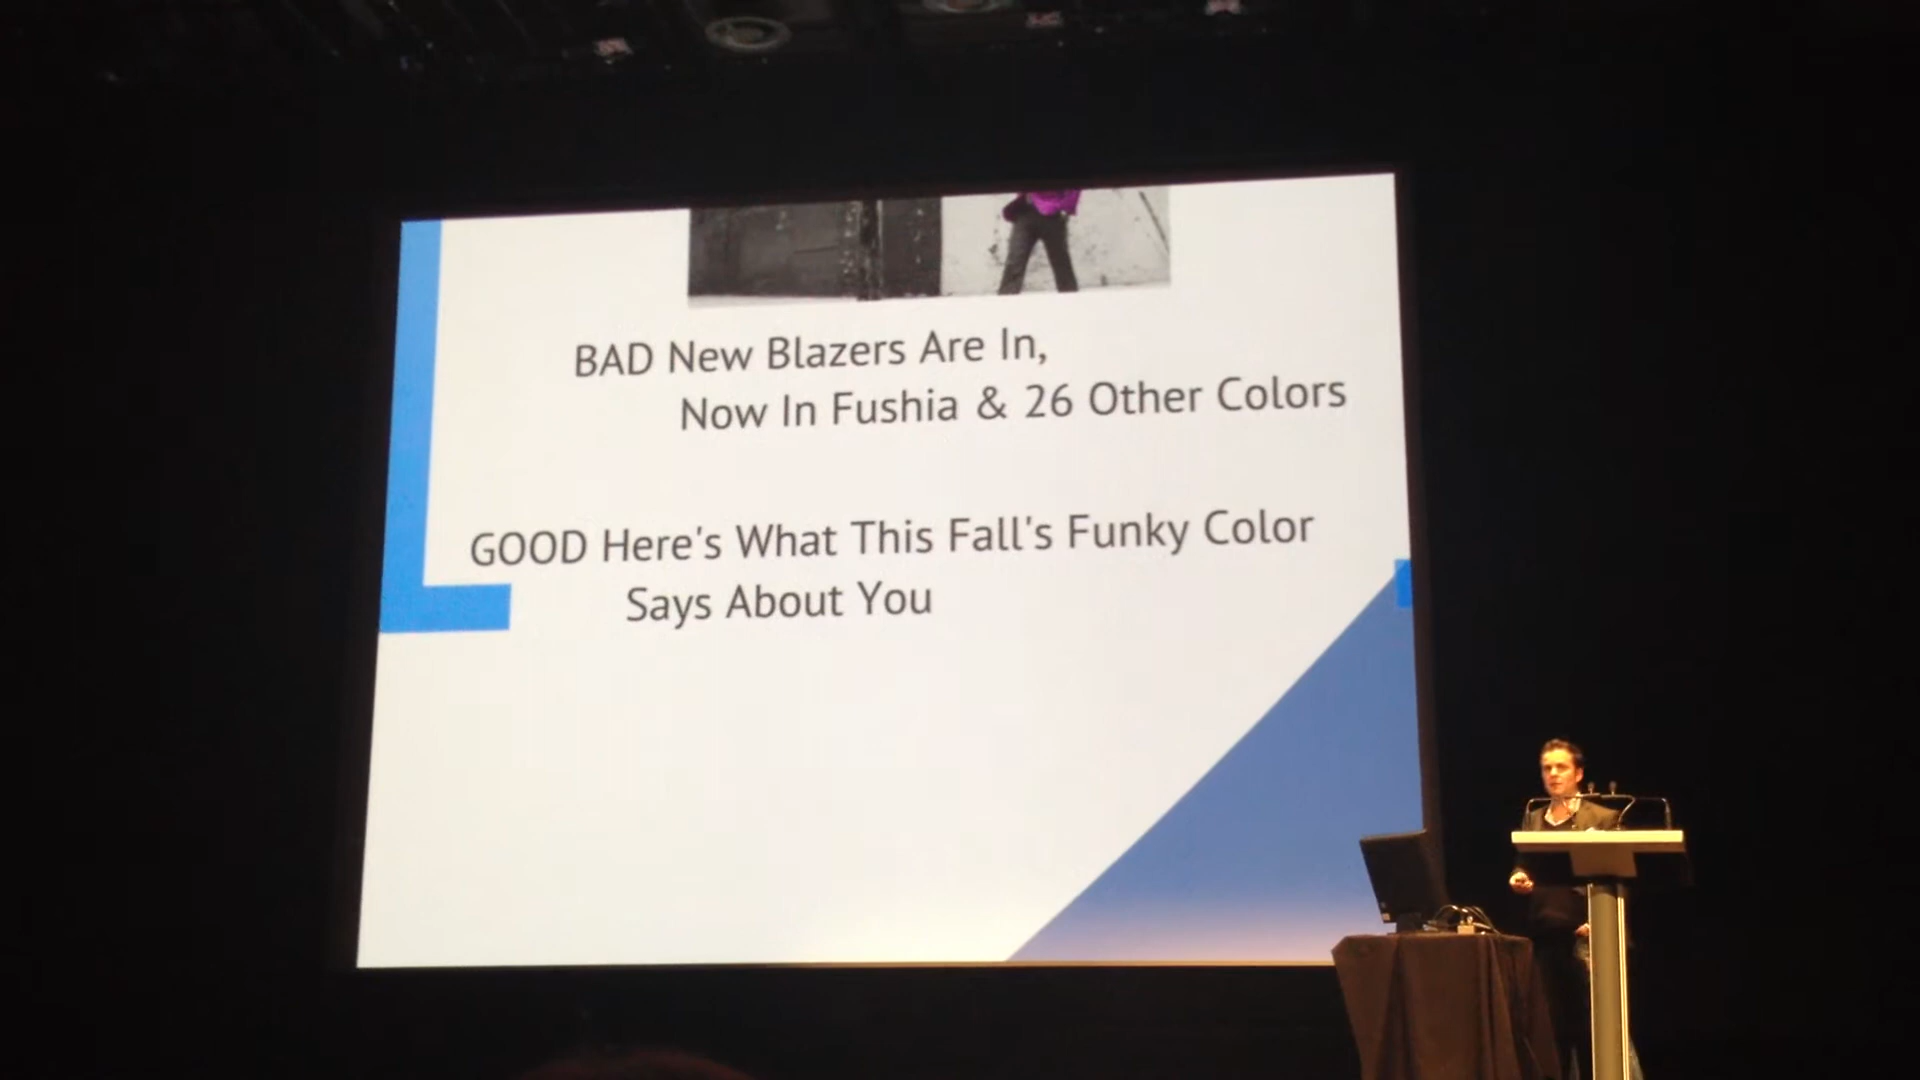 BAD New Blazers Are In,
Now In Fushia & 26 Other Colors
GOOD Here's What This Fall's Funky Color
Says About You